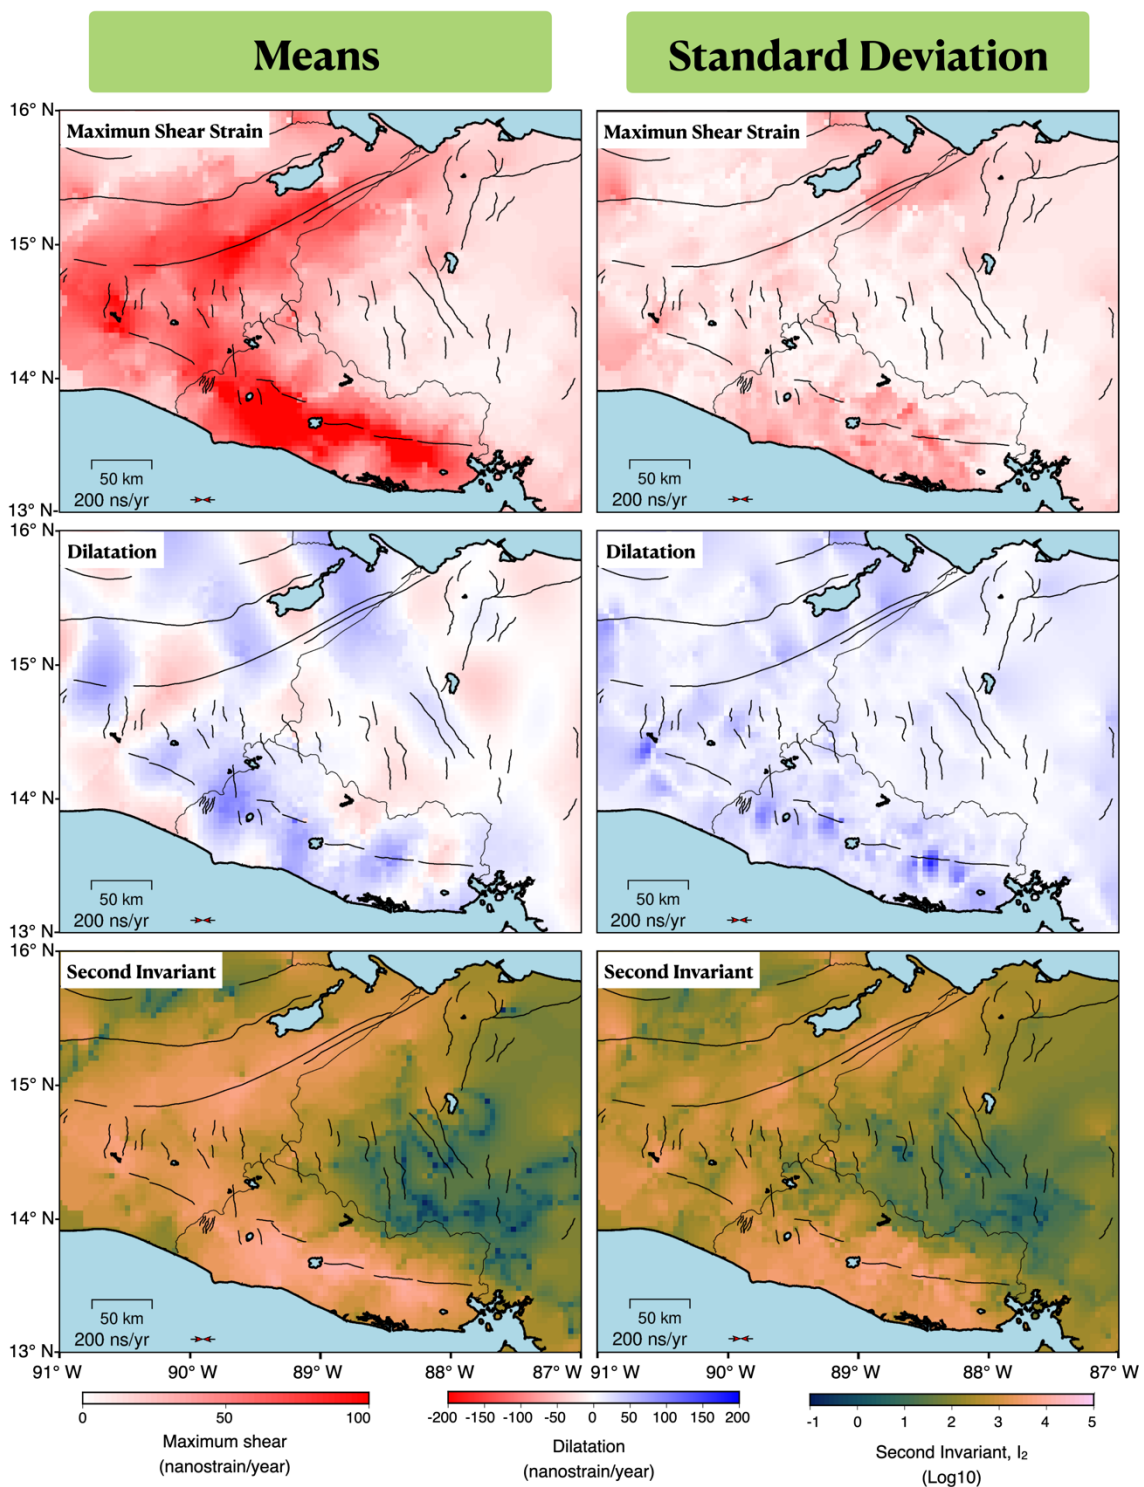 Means
Standard Deviation
16° N
Maximun Shear Strain
Maximun Shear Strain
15° N
14° N
50 km
200 ns/yr
50 km
200 ns/yr
13° N
16° N
Dilatation
Dilatation
15° N
14° N
50 km
200 ns/yr
50 km
200 ns/yr
13° N
16° N
Second Invariant
Second Invariant
15° N
14° N
50 km
200 ns/yr
50 km
200 ns/yr
13° N
91° W 90° W 89° W 88° W 87° W 91° W 90° W 89° W 88° W 87° W
0 50 100
Maximum shear
(nanostrain/year)
-200 -150 -100 -50 0 50 100 150 200
Dilatation
(nanostrain/year)
-1 0 1 2 3 4 5
Second Invariant, I₂
(Log10)